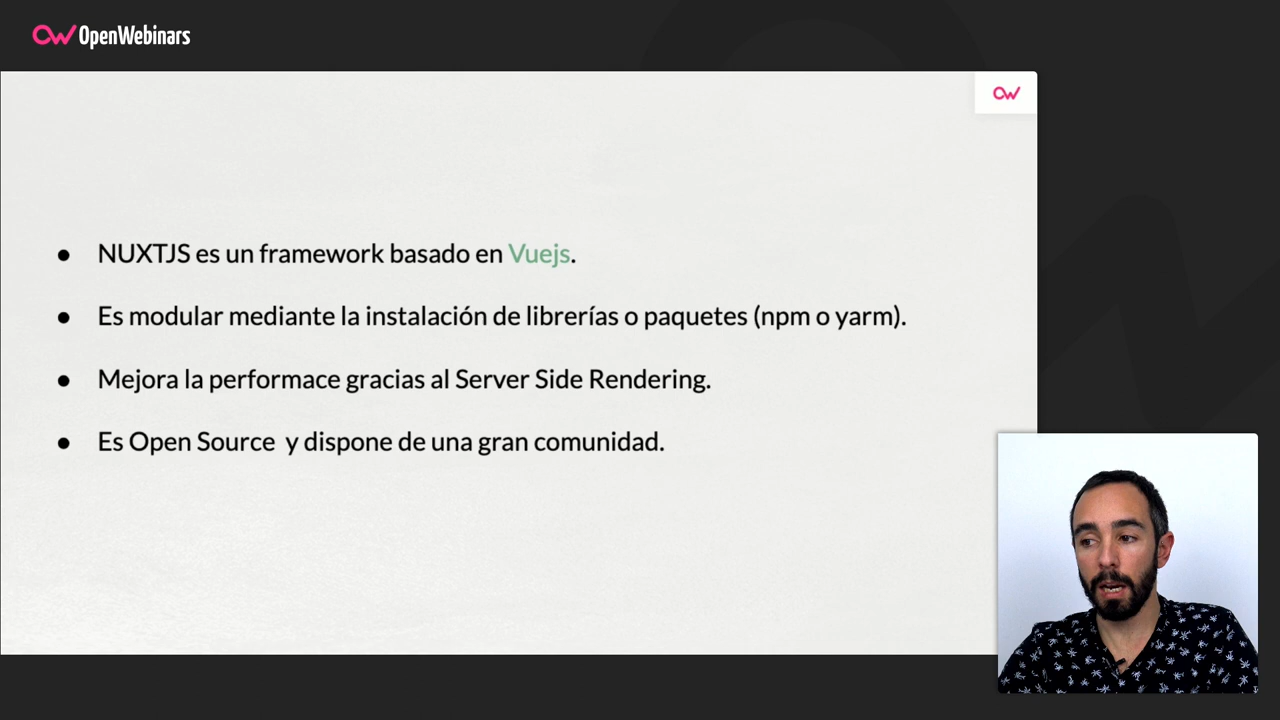 OpenWebinars
● NUXTJS es un framework basado en Vuejs.
● Es modular mediante la instalación de librerías o paquetes (npm o yarm).
● Mejora la performace gracias al Server Side Rendering.
● Es Open Source y dispone de una gran comunidad.